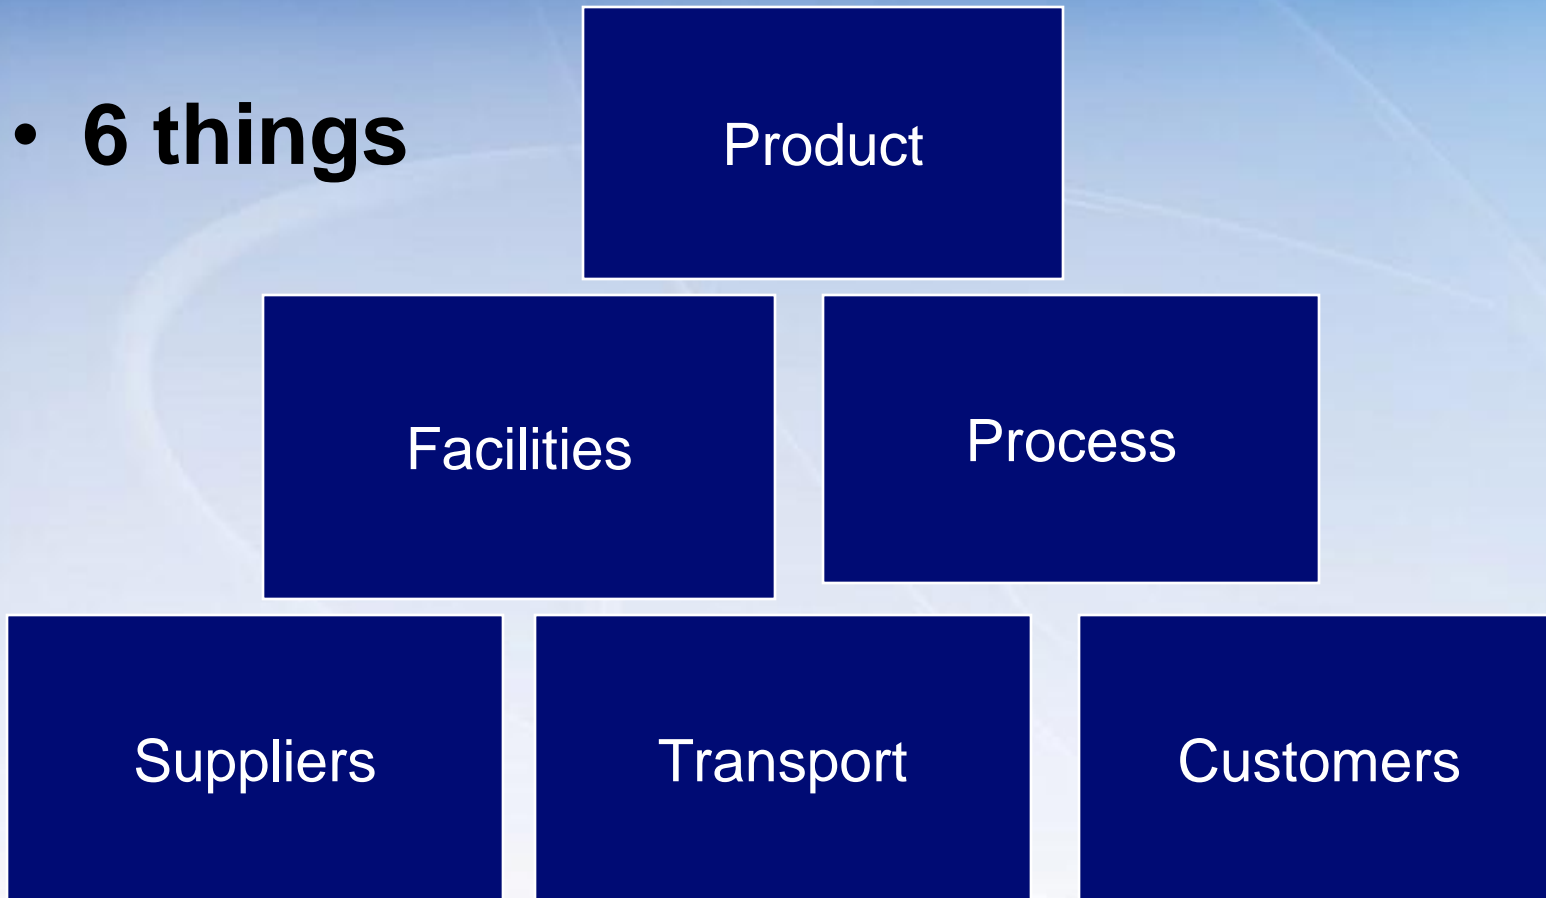 • 6 things
Product
Facilities
Process
Suppliers
Transport
Customers